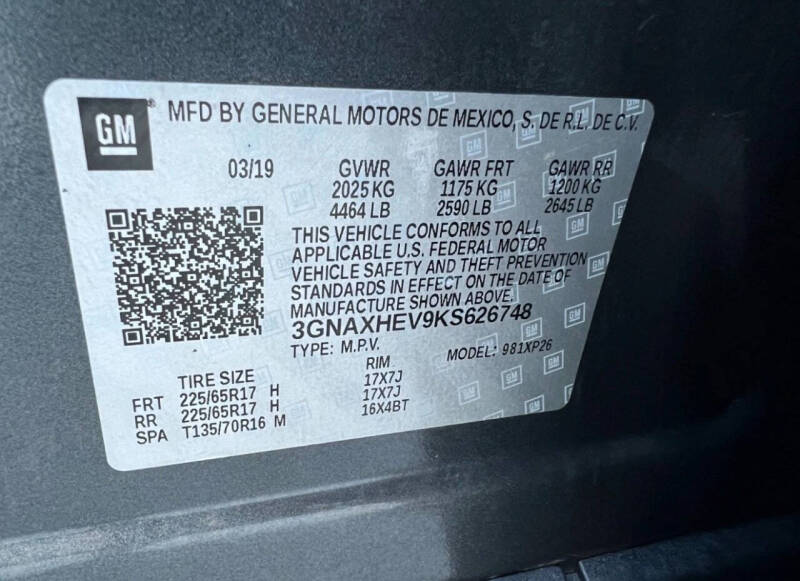 GM® MFD BY GENERAL MOTORS DE MEXICO, S. DE R.L. DE C.V.
03/19 GVWR GAWR FRT GAWR RR
2025 KG 1175 KG 1200 KG
4464 LB 2590 LB 2645 LB
THIS VEHICLE CONFORMS TO ALL
APPLICABLE U.S. FEDERAL MOTOR
VEHICLE SAFETY AND THEFT PREVENTION
STANDARDS IN EFFECT ON THE DATE OF
MANUFACTURE SHOWN ABOVE.
3GNAXHEV9KS626748
TYPE: M.P.V. MODEL: 981XP26
TIRE SIZE RIM
FRT 225/65R17 H 17X7J
RR 225/65R17 H 17X7J
SPA T135/70R16 M 16X4BT